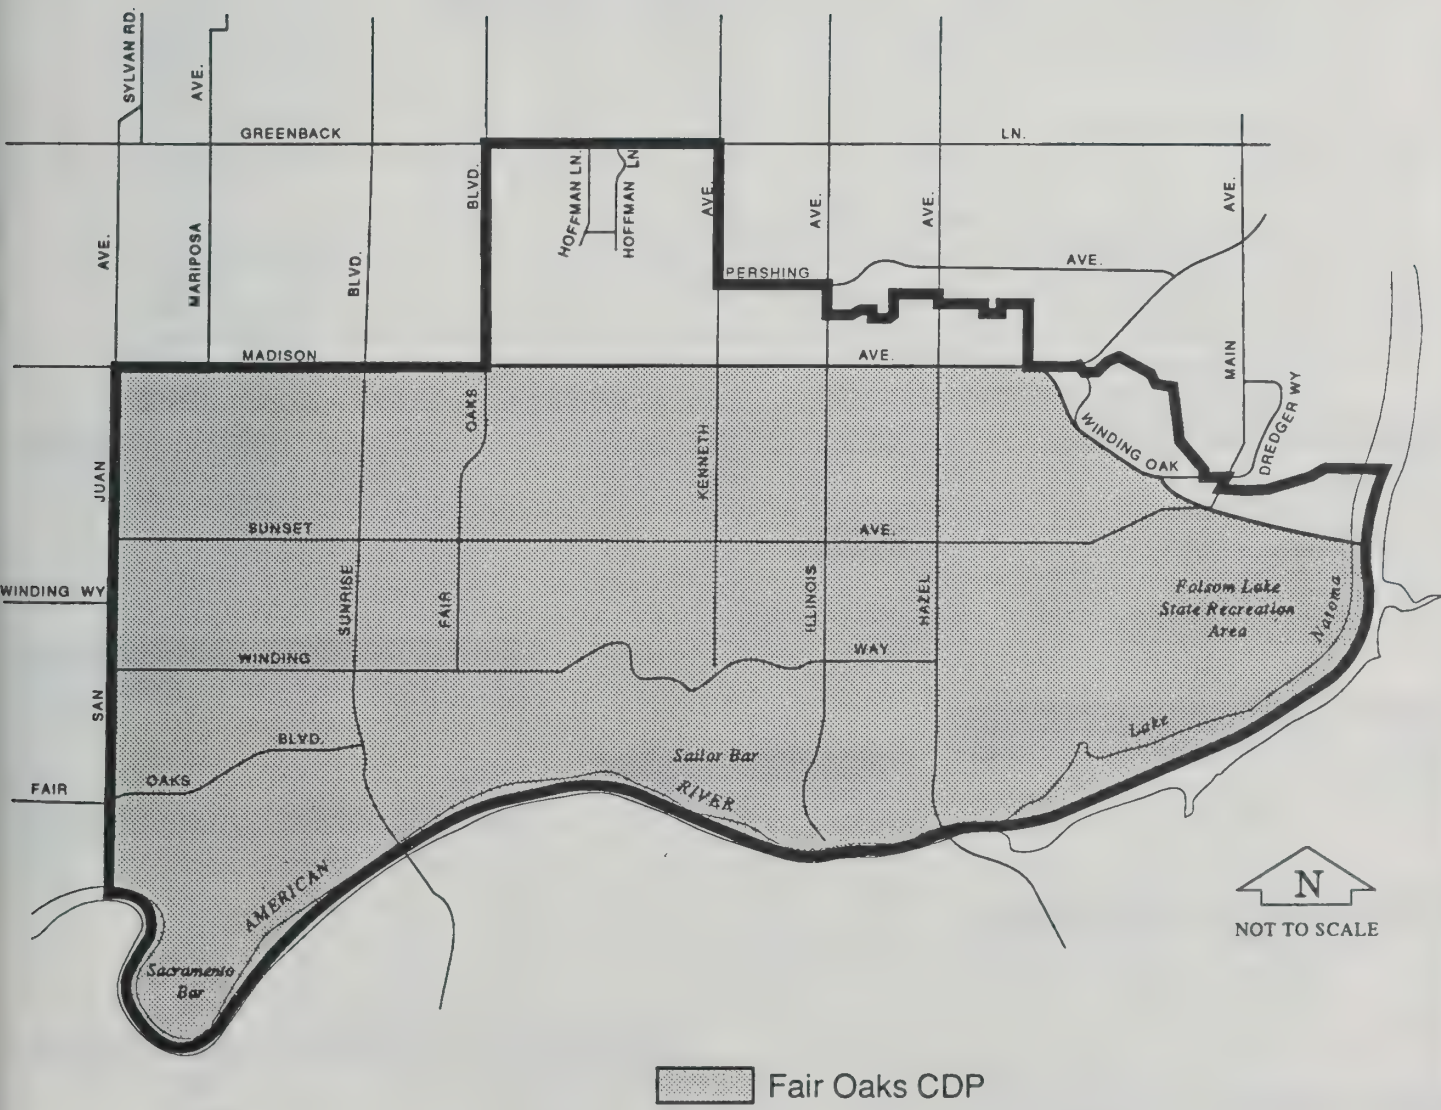 SYLVAN RD.
AVE.
GREENBACK
LN.
BLVD.
HOFFMAN LN.
HOFFMAN LN.
AVE.
AVE.
AVE.
AVE.
AVE.
MARIPOSA
BLVD.
PERSHING
AVE.
MADISON
AVE.
MAIN
DREDGER WY
OAKS
KENNETH
WINDING OAK
JUAN
SUNSET
AVE.
WINDING WY
SUNRISE
FAIR
ILLINOIS
HAZEL
Folsom Lake
State Recreation
Area
Natoma
WINDING
WAY
SAN
BLVD.
Lake
Sailor Bar
FAIR
OAKS
RIVER
AMERICAN
N
NOT TO SCALE
Sacramento
Bar
Fair Oaks CDP